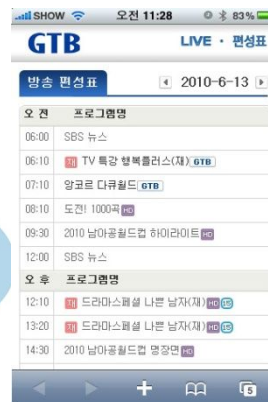 SHOW 오전 11:28 83%
GTB LIVE · 편성표
방송 편성표 2010-6-13
오 전 프로그램명
06:00 SBS 뉴스
06:10 재 TV 특강 행복플러스(재) GTB
07:10 앙코르 다큐월드 GTB
08:10 도전! 1000곡 HD
09:30 2010 남아공월드컵 하이라이트 HD
12:00 SBS 뉴스
오 후 프로그램명
12:10 재 드라마스페셜 나쁜 남자(재) HD 15
13:20 재 드라마스페셜 나쁜 남자(재) HD 15
14:30 2010 남아공월드컵 명장면 HD
5